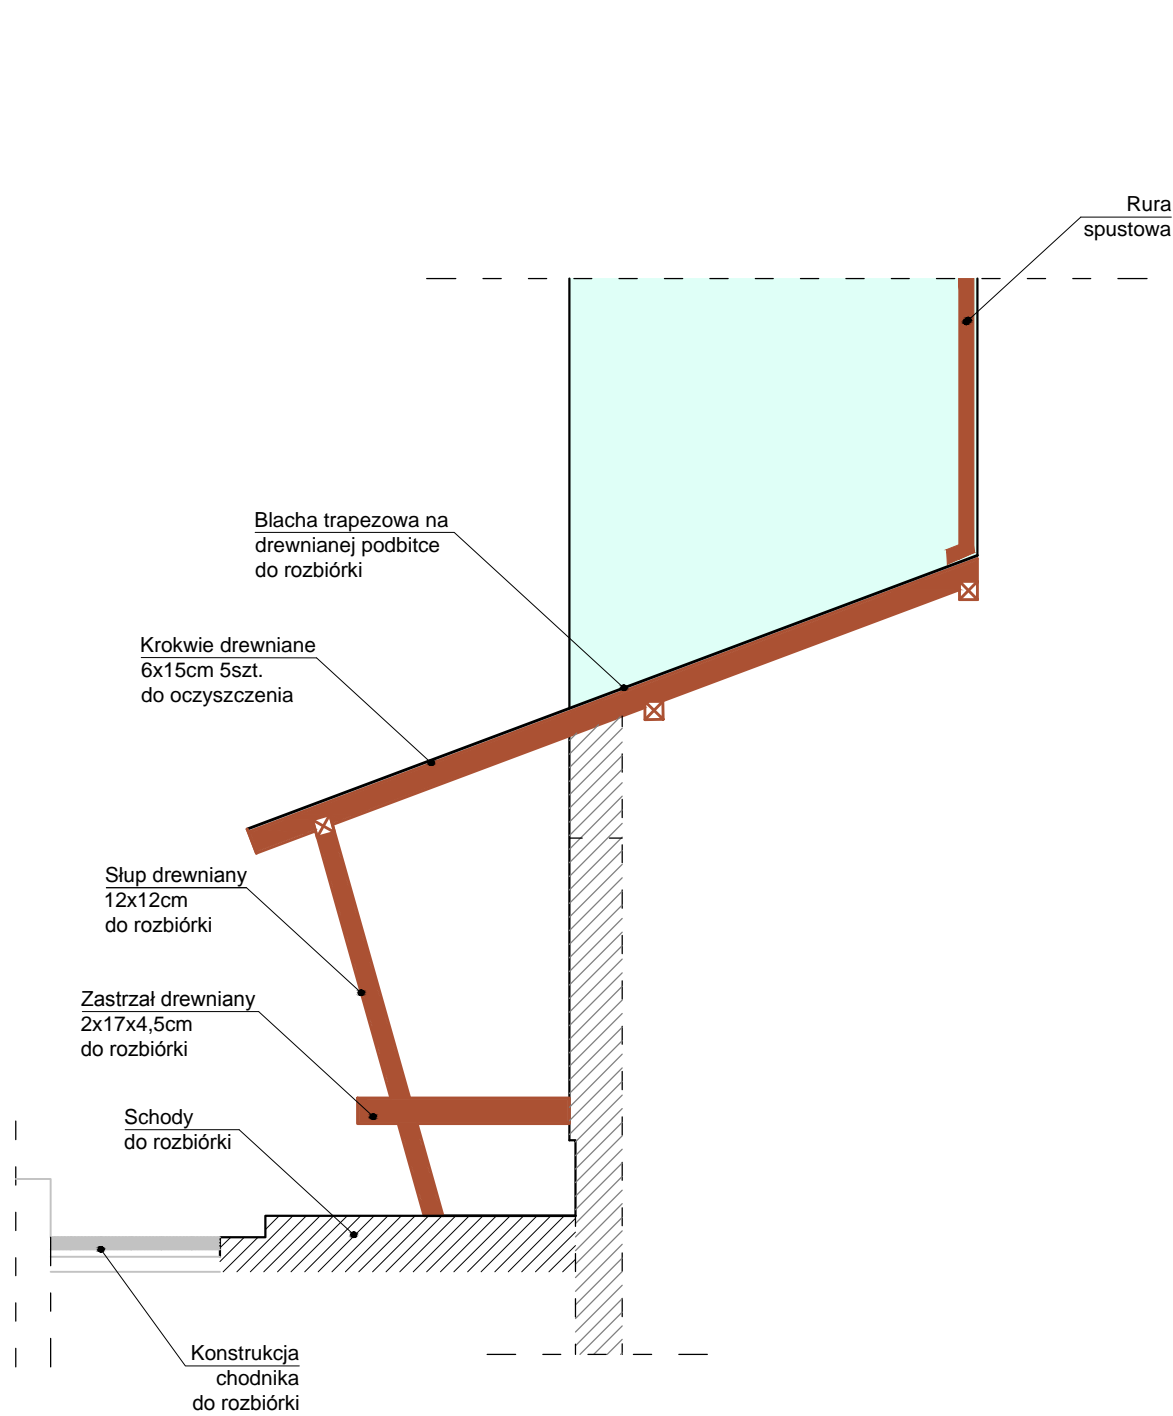 Rura
spustowa
Blacha trapezowa na
drewnianej podbitce
do rozbiórki
Krokwie drewniane
6x15cm 5szt.
do oczyszczenia
Słup drewniany
12x12cm
do rozbiórki
Zastrzał drewniany
2x17x4,5cm
do rozbiórki
Schody
do rozbiórki
Konstrukcja
chodnika
do rozbiórki